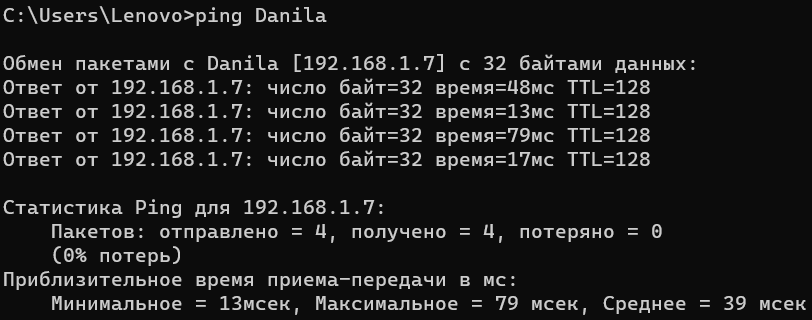 C:\Users\Lenovo>ping Danila
Обмен пакетами с Danila [192.168.1.7] с 32 байтами данных:
Ответ от 192.168.1.7: число байт=32 время=48мс TTL=128
Ответ от 192.168.1.7: число байт=32 время=13мс TTL=128
Ответ от 192.168.1.7: число байт=32 время=79мс TTL=128
Ответ от 192.168.1.7: число байт=32 время=17мс TTL=128
Статистика Ping для 192.168.1.7:
Пакетов: отправлено = 4, получено = 4, потеряно = 0
(0% потерь)
Приблизительное время приема-передачи в мс:
Минимальное = 13мсек, Максимальное = 79 мсек, Среднее = 39 мсек